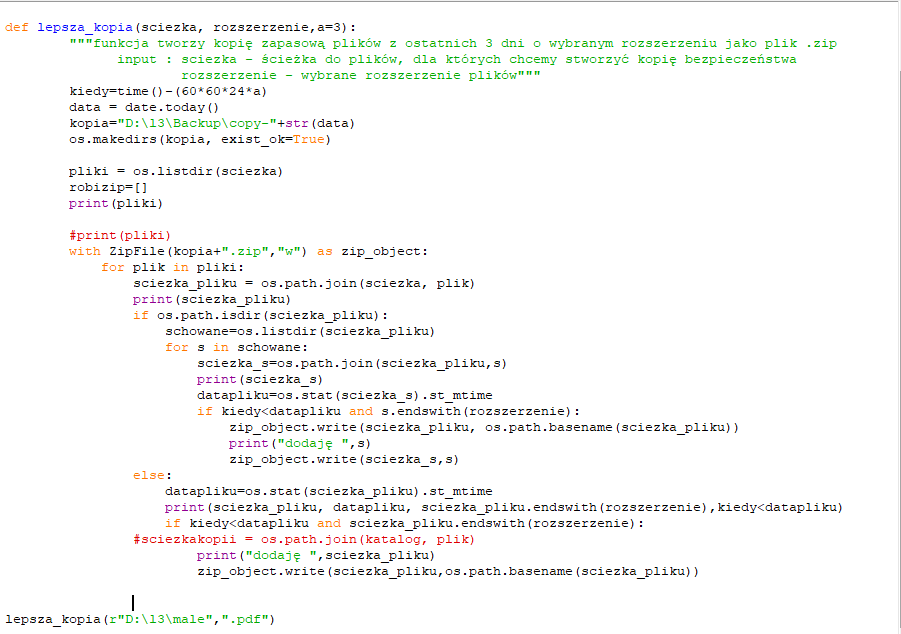 def lepsza_kopia(sciezka, rozszerzenie,a=3):
"""funkcja tworzy kopię zapasową plików z ostatnich 3 dni o wybranym rozszerzeniu jako plik .zip
input : sciezka - ścieżka do plików, dla których chcemy stworzyć kopię bezpieczeństwa
rozszerzenie - wybrane rozszerzenie plików"""
kiedy=time()-(60*60*24*a)
data = date.today()
kopia="D:\l3\Backup\copy-"+str(data)
os.makedirs(kopia, exist_ok=True)
pliki = os.listdir(sciezka)
robizip=[]
print(pliki)
#print(pliki)
with ZipFile(kopia+".zip","w") as zip_object:
for plik in pliki:
sciezka_pliku = os.path.join(sciezka, plik)
print(sciezka_pliku)
if os.path.isdir(sciezka_pliku):
schowane=os.listdir(sciezka_pliku)
for s in schowane:
sciezka_s=os.path.join(sciezka_pliku,s)
print(sciezka_s)
datapliku=os.stat(sciezka_s).st_mtime
if kiedy<datapliku and s.endswith(rozszerzenie):
zip_object.write(sciezka_pliku, os.path.basename(sciezka_pliku))
print("dodaję ",s)
zip_object.write(sciezka_s,s)
else:
datapliku=os.stat(sciezka_pliku).st_mtime
print(sciezka_pliku, datapliku, sciezka_pliku.endswith(rozszerzenie),kiedy<datapliku)
if kiedy<datapliku and sciezka_pliku.endswith(rozszerzenie):
#sciezkakopii = os.path.join(katalog, plik)
print("dodaję ",sciezka_pliku)
zip_object.write(sciezka_pliku,os.path.basename(sciezka_pliku))
lepsza_kopia(r"D:\l3\male",".pdf")